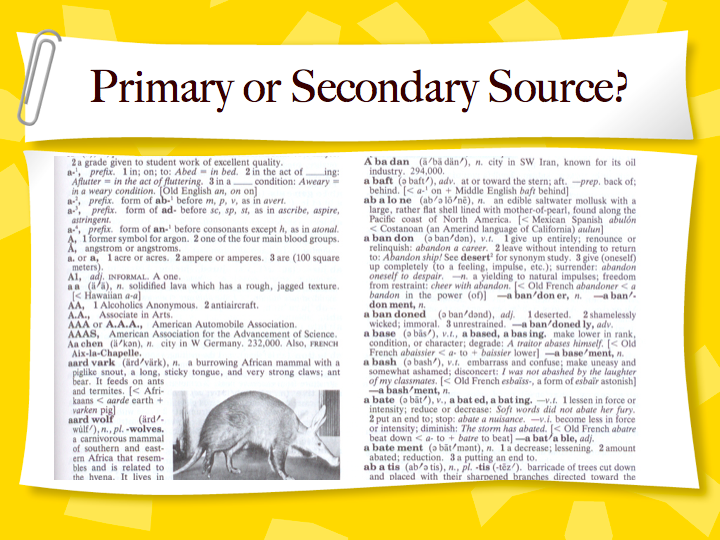 Primary or Secondary Source?
2 a grade given to student work of excellent quality.
a-¹, prefix. 1 in; on; to: Abed = in bed. 2 in the act of ___ing:
Aflutter = in the act of fluttering. 3 in a ___ condition: Aweary =
in a weary condition. [Old English an, on on]
a-², prefix. form of ab-¹ before m, p, v, as in avert.
a-³, prefix. form of ad- before sc, sp, st, as in ascribe, aspire,
astringent.
a-⁴, prefix. form of an-¹ before consonants except h, as in atonal.
A, 1 former symbol for argon. 2 one of the four main blood groups.
Å, angstrom or angstroms.
a. or a, 1 acre or acres. 2 ampere or amperes. 3 are (100 square
meters).
A1, adj. INFORMAL. A one.
a a (ä′ä), n. solidified lava which has a rough, jagged texture.
[< Hawaiian a-a]
AA, 1 Alcoholics Anonymous. 2 antiaircraft.
A.A., Associate in Arts.
AAA or A.A.A., American Automobile Association.
AAAS, American Association for the Advancement of Science.
Aa chen (ä′kən), n. city in W Germany. 232,000. Also, FRENCH
Aix-la-Chapelle.
aard vark (ärd′värk), n. a burrowing African mammal with a
piglike snout, a long, sticky tongue, and very strong claws; ant
bear. It feeds on ants
and termites. [< Afri-
kaans < aarde earth +
varken pig]
aard wolf (ärd′-
wu̇lf′), n., pl. -wolves.
a carnivorous mammal
of southern and east-
ern Africa that resem-
bles and is related to
the hyena. It lives in
A ba dan (ä′bä dän′), n. city in SW Iran, known for its oil
industry. 294,000.
a baft (ə baft′), adv. at or toward the stern; aft. —prep. back of;
behind. [< a-¹ on + Middle English baft behind]
ab a lo ne (ab′ə lō′nē), n. an edible saltwater mollusk with a
large, rather flat shell lined with mother-of-pearl, found along the
Pacific coast of North America. [< Mexican Spanish abulón
< Costanoan (an Amerind language of California) aulun]
a ban don (ə ban′dən), v.t. 1 give up entirely; renounce or
relinquish: abandon a career. 2 leave without intending to return
to: Abandon ship! See desert² for synonym study. 3 give (oneself)
up completely (to a feeling, impulse, etc.); surrender: abandon
oneself to despair. —n. a yielding to natural impulses; freedom
from restraint: cheer with abandon. [< Old French abandoner < a
bandon in the power (of)] —a ban′don er, n. —a ban′-
don ment, n.
a ban doned (ə ban′dənd), adj. 1 deserted. 2 shamelessly
wicked; immoral. 3 unrestrained. —a ban′doned ly, adv.
a base (ə bās′), v.t., a based, a bas ing. make lower in rank,
condition, or character; degrade: A traitor abases himself. [< Old
French abaissier < a- to + baissier lower] —a base′ment, n.
a bash (ə bash′), v.t. embarrass and confuse; make uneasy and
somewhat ashamed; disconcert: I was not abashed by the laughter
of my classmates. [< Old French esbaïss-, a form of esbaïr astonish]
—a bash′ment, n.
a bate (ə bāt′), v., a bat ed, a bat ing. —v.t. 1 lessen in force or
intensity; reduce or decrease: Soft words did not abate her fury.
2 put an end to; stop: abate a nuisance. —v.i. become less in force
or intensity; diminish: The storm has abated. [< Old French abatre
beat down < a- to + batre to beat] —a bat′a ble, adj.
a bate ment (ə bāt′mənt), n. 1 a decrease; lessening. 2 amount
abated; reduction. 3 a putting an end to.
ab a tis (ab′ə tis), n., pl. -tis (-tēz′). barricade of trees cut down
and placed with their sharpened branches directed toward the